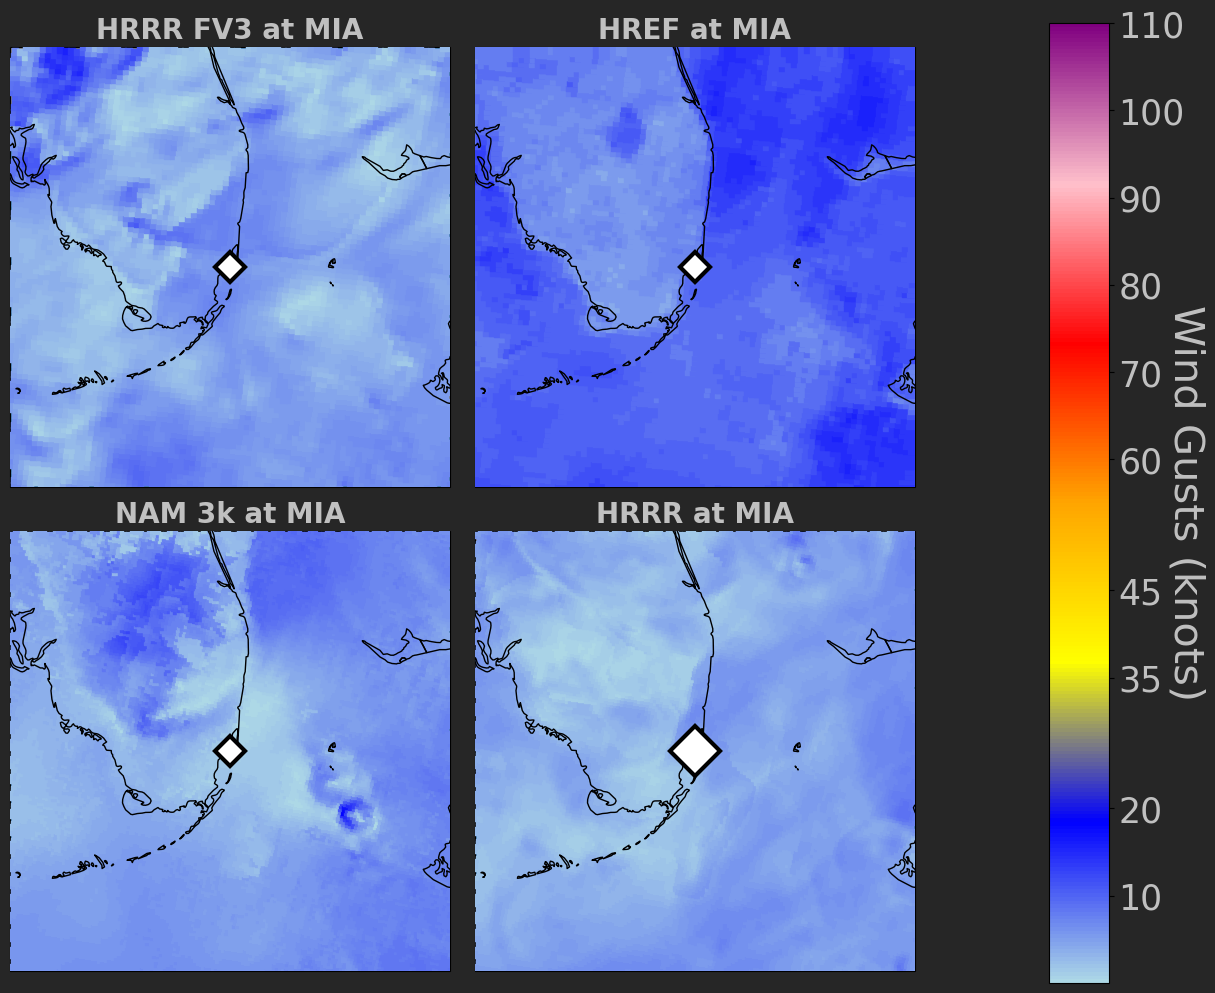 HRRR FV3 at MIA
HREF at MIA
NAM 3k at MIA
HRRR at MIA
110
100
90
80
70
60
45
35
20
10
Wind Gusts (knots)